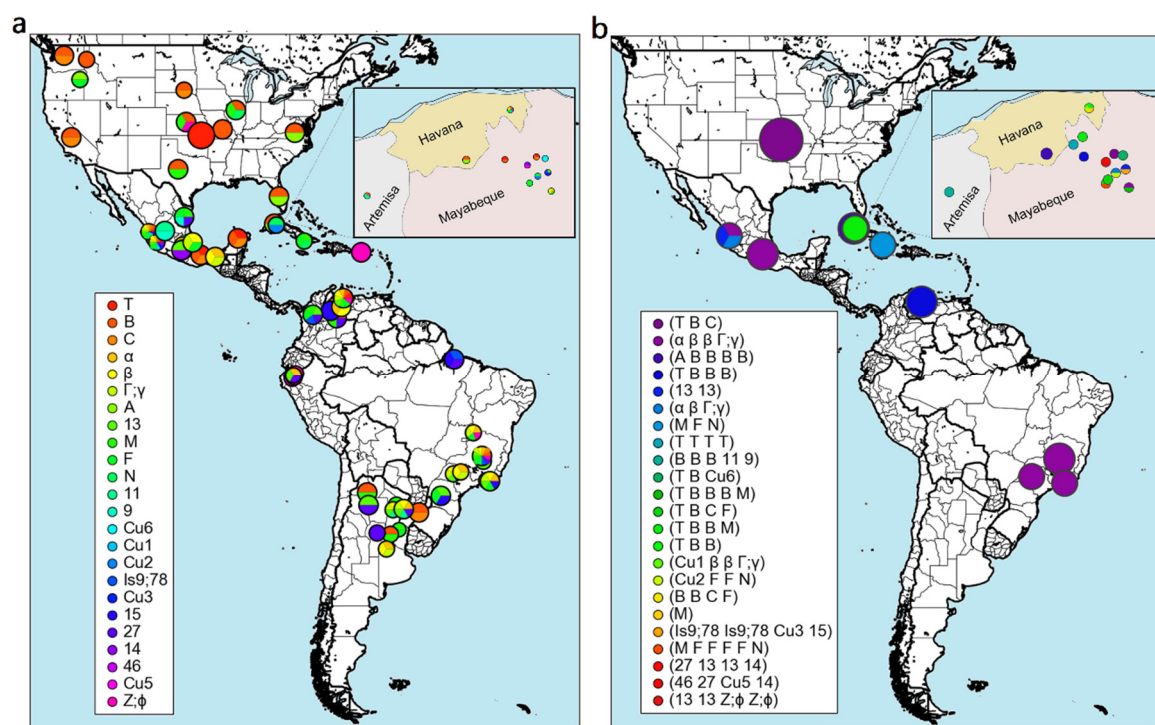 a
Havana
Artemisa
Mayabeque
T
B
C
α
β
Γ;γ
A
13
M
F
N
11
9
Cu6
Cu1
Cu2
Is9;78
Cu3
15
27
14
46
Cu5
Z;ϕ
b
Havana
Artemisa
Mayabeque
(T B C)
(α β β Γ;γ)
(A B B B B)
(T B B B)
(13 13)
(α β Γ;γ)
(M F N)
(T T T T)
(B B B 11 9)
(T B Cu6)
(T B B B M)
(T B C F)
(T B B M)
(T B B)
(Cu1 β β Γ;γ)
(Cu2 F F N)
(B B C F)
(M)
(Is9;78 Is9;78 Cu3 15)
(M F F F F N)
(27 13 13 14)
(46 27 Cu5 14)
(13 13 Z;ϕ Z;ϕ)